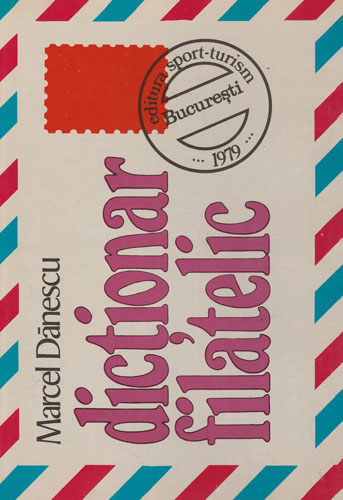 Marcel Dănescu
dicționar
filatelic
editura sport-turism
București
... 1979 ...